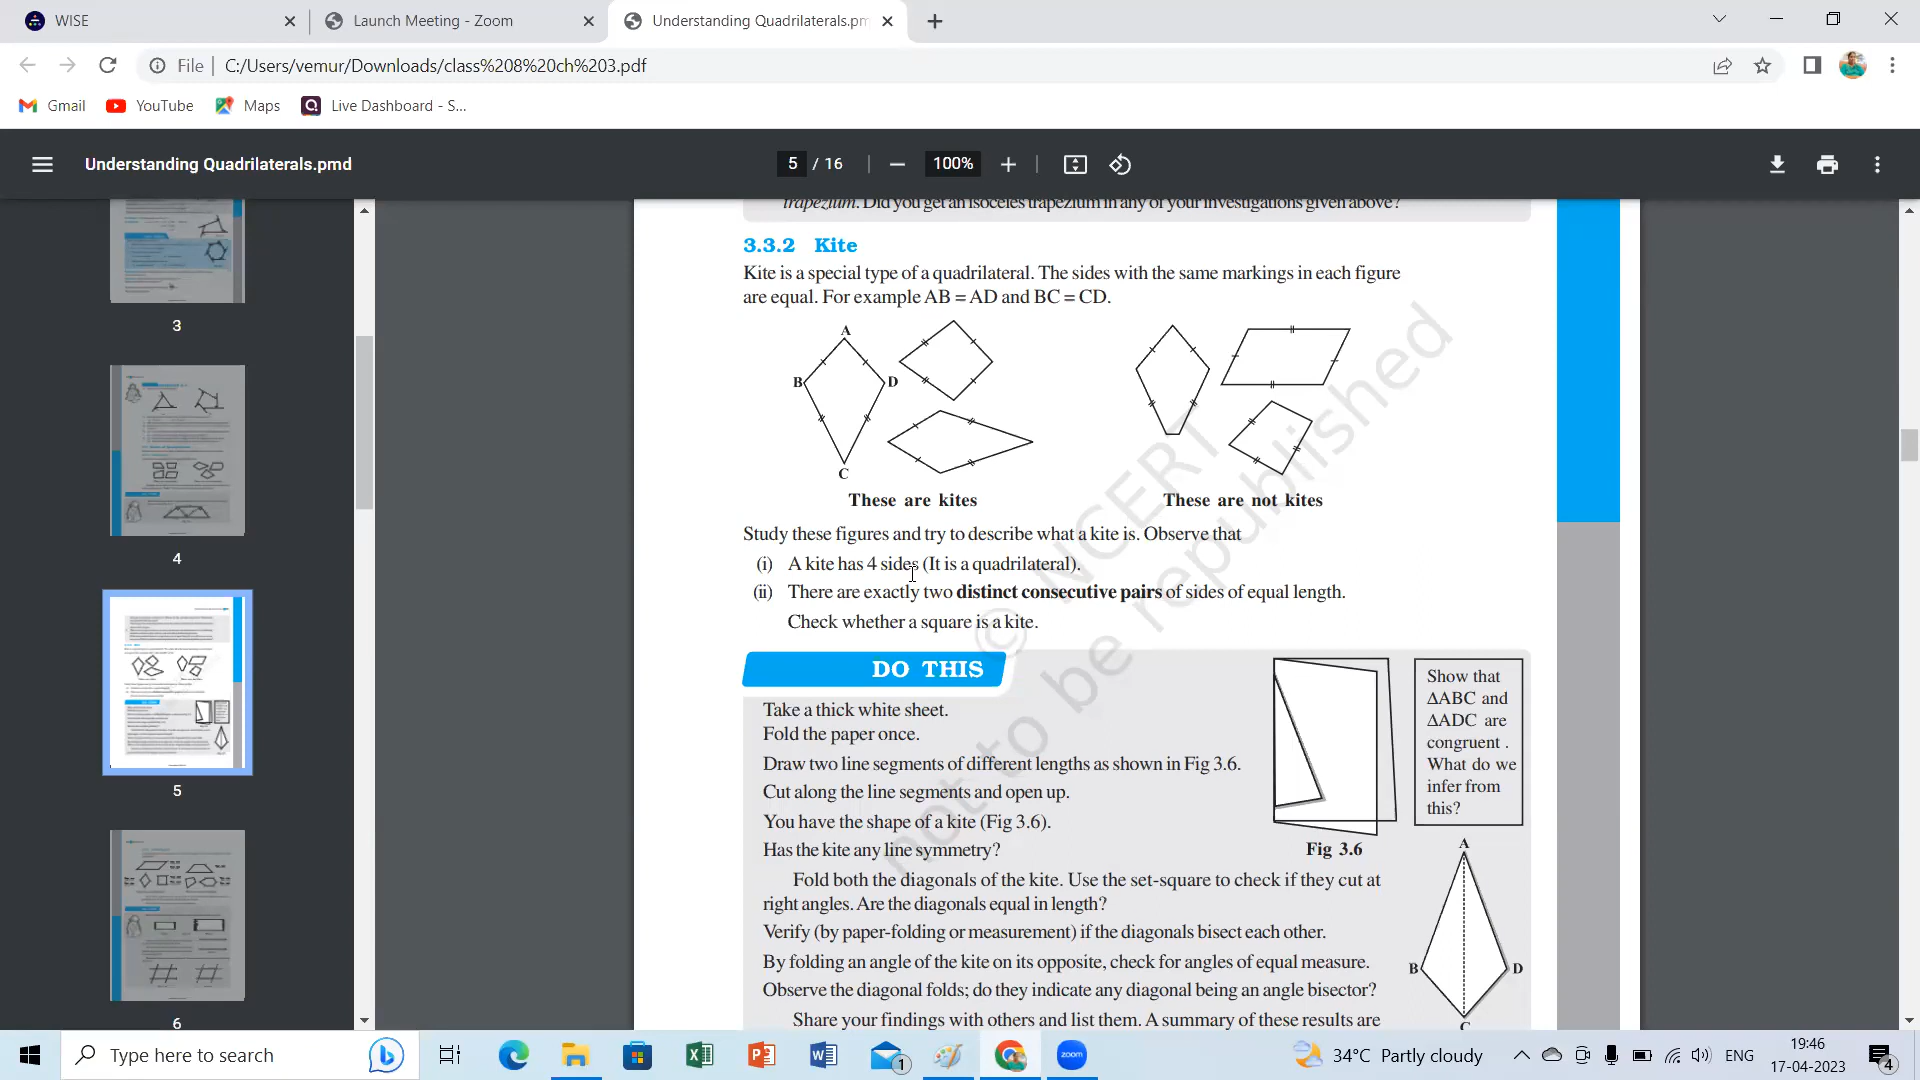 WISE
Launch Meeting - Zoom
Understanding Quadrilaterals.pm
File
C:/Users/vemur/Downloads/class%208%20ch%203.pdf
Gmail
YouTube
Maps
Live Dashboard - S...
Understanding Quadrilaterals.pmd
5 / 16
100%
3
4
5
6
trapezium. Did you get an isoceles trapezium in any of your investigations given above?
3.3.2 Kite
Kite is a special type of a quadrilateral. The sides with the same markings in each figure
are equal. For example AB = AD and BC = CD.
A
B
D
C
These are kites
These are not kites
Study these figures and try to describe what a kite is. Observe that
(i) A kite has 4 sides (It is a quadrilateral).
(ii) There are exactly two distinct consecutive pairs of sides of equal length.
Check whether a square is a kite.
DO THIS
Take a thick white sheet.
Fold the paper once.
Draw two line segments of different lengths as shown in Fig 3.6.
Cut along the line segments and open up.
You have the shape of a kite (Fig 3.6).
Has the kite any line symmetry?
Fold both the diagonals of the kite. Use the set-square to check if they cut at
right angles. Are the diagonals equal in length?
Verify (by paper-folding or measurement) if the diagonals bisect each other.
By folding an angle of the kite on its opposite, check for angles of equal measure.
Observe the diagonal folds; do they indicate any diagonal being an angle bisector?
Share your findings with others and list them. A summary of these results are
Fig 3.6
Show that
ΔABC and
ΔADC are
congruent .
What do we
infer from
this?
A
B
D
C
© NCERT
not to be republished
Type here to search
1
zoom
34°C Partly cloudy
ENG
19:46
17-04-2023
4